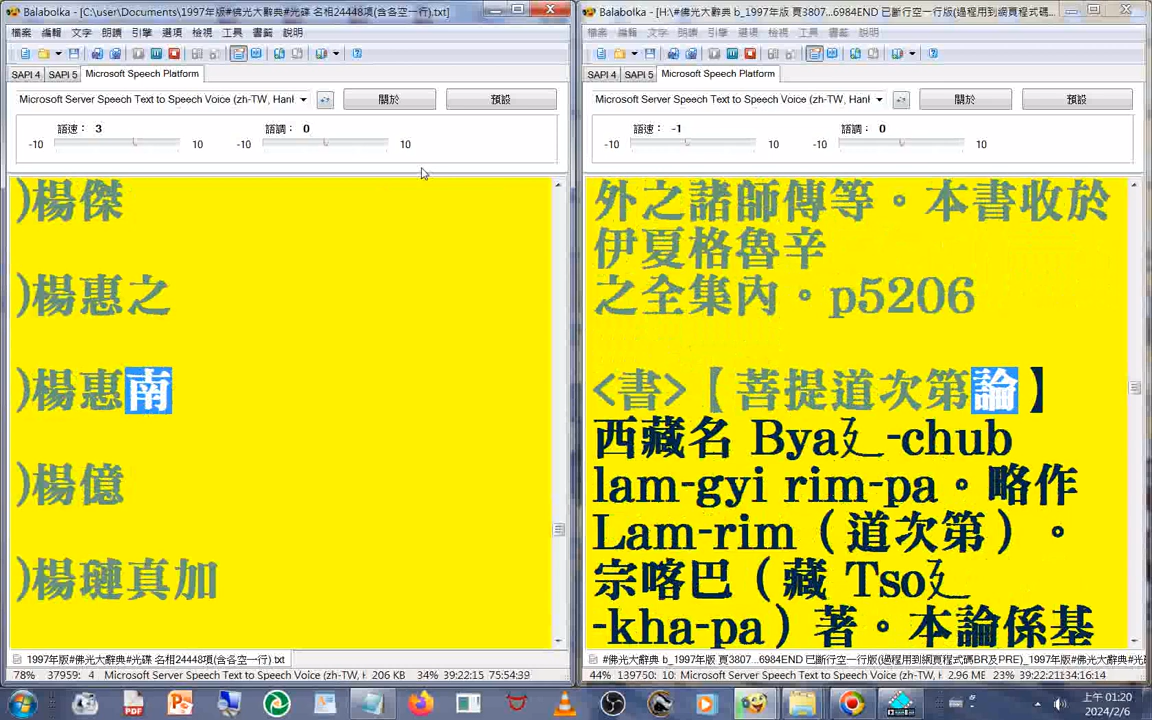 Balabolka - [C:\user\Documents\1997年版#佛光大辭典#光碟 名相24448項(含各空一行).txt]
檔案 編輯 文字 朗讀 引擎 選項 檢視 工具 書籤 說明
SAPI 4 SAPI 5 Microsoft Speech Platform
Microsoft Server Speech Text to Speech Voice (zh-TW, Hanl
關於 預設
語速： 3 語調： 0
-10 10 -10 10
)楊傑
)楊惠之
)楊惠南
)楊億
)楊璉真加
1997年版#佛光大辭典#光碟 名相24448項(含各空一行).txt
78% 37959: 4 Microsoft Server Speech Text to Speech Voice (zh-TW, H 206 KB 34% 39:22:15 75:54:39
Balabolka - [H:\#佛光大辭典 b_1997年版 頁3807...6984END 已斷行空一行版(過程用到網頁程式碼...
檔案 編輯 文字 朗讀 引擎 選項 檢視 工具 書籤 說明
SAPI 4 SAPI 5 Microsoft Speech Platform
Microsoft Server Speech Text to Speech Voice (zh-TW, Hanl
關於 預設
語速： -1 語調： 0
-10 10 -10 10
外之諸師傳等。本書收於
伊夏格魯辛
之全集內。p5206
<書>【菩提道次第論】
西藏名 Bya廴-chub
lam-gyi rim-pa。略作
Lam-rim（道次第）。
宗喀巴（藏 Tso廴
-kha-pa）著。本論係基
#佛光大辭典 b_1997年版 頁3807...6984END 已斷行空一行版(過程用到網頁程式碼BR及PRE)_1997年版#光
44% 139750: 10: Microsoft Server Speech Text to Speech Voice (zh-TW, H 2.96 ME 23% 39:22:21 34:16:14
上午 01:20
2024/2/6